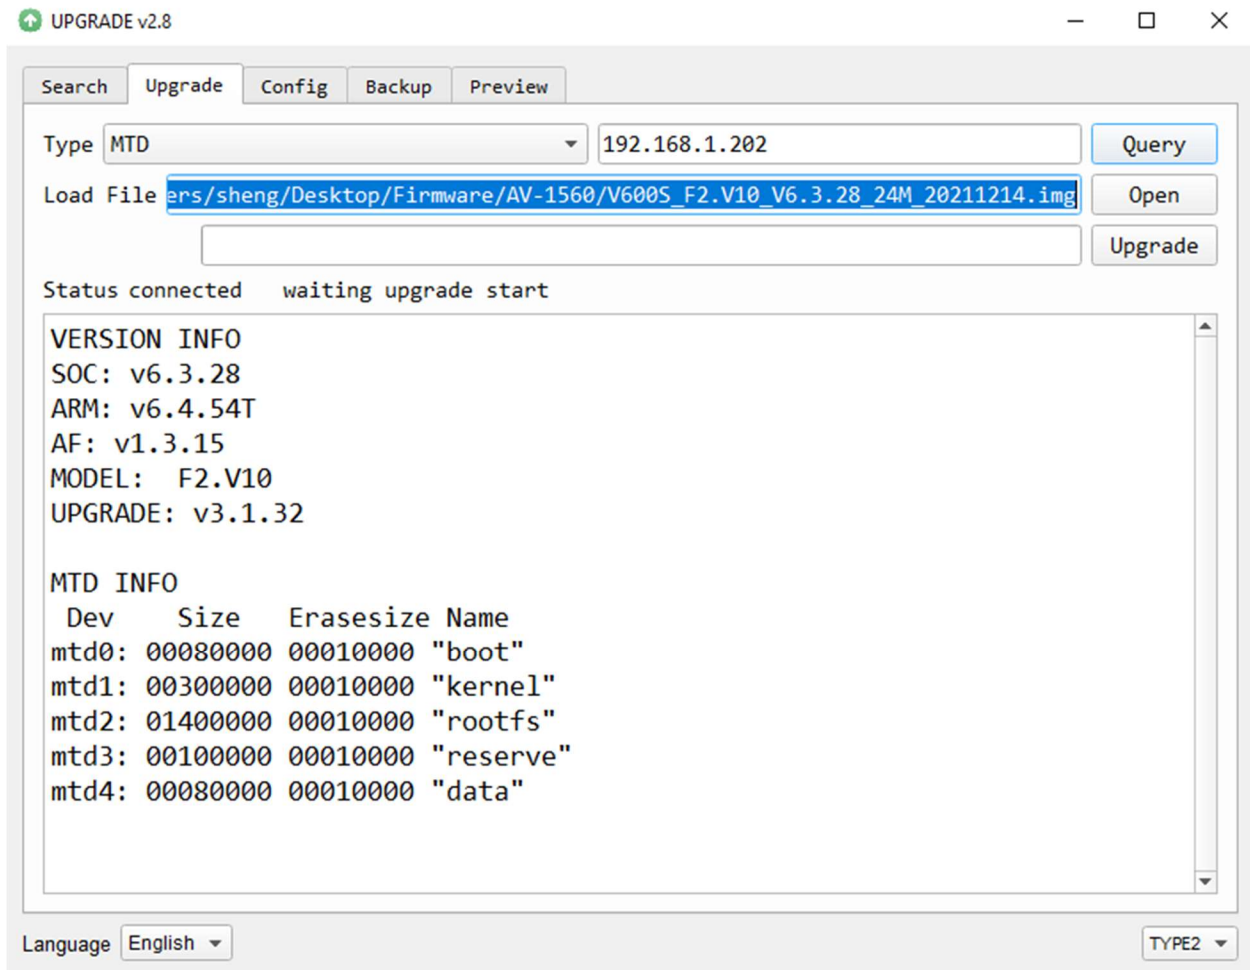 UPGRADE v2.8
Search Upgrade Config Backup Preview
Type MTD 192.168.1.202 Query
Load File ers/sheng/Desktop/Firmware/AV-1560/V600S_F2.V10_V6.3.28_24M_20211214.img Open
Upgrade
Status connected waiting upgrade start
VERSION INFO
SOC: v6.3.28
ARM: v6.4.54T
AF: v1.3.15
MODEL: F2.V10
UPGRADE: v3.1.32
MTD INFO
Dev Size Erasesize Name
mtd0: 00080000 00010000 "boot"
mtd1: 00300000 00010000 "kernel"
mtd2: 01400000 00010000 "rootfs"
mtd3: 00100000 00010000 "reserve"
mtd4: 00080000 00010000 "data"
Language English TYPE2